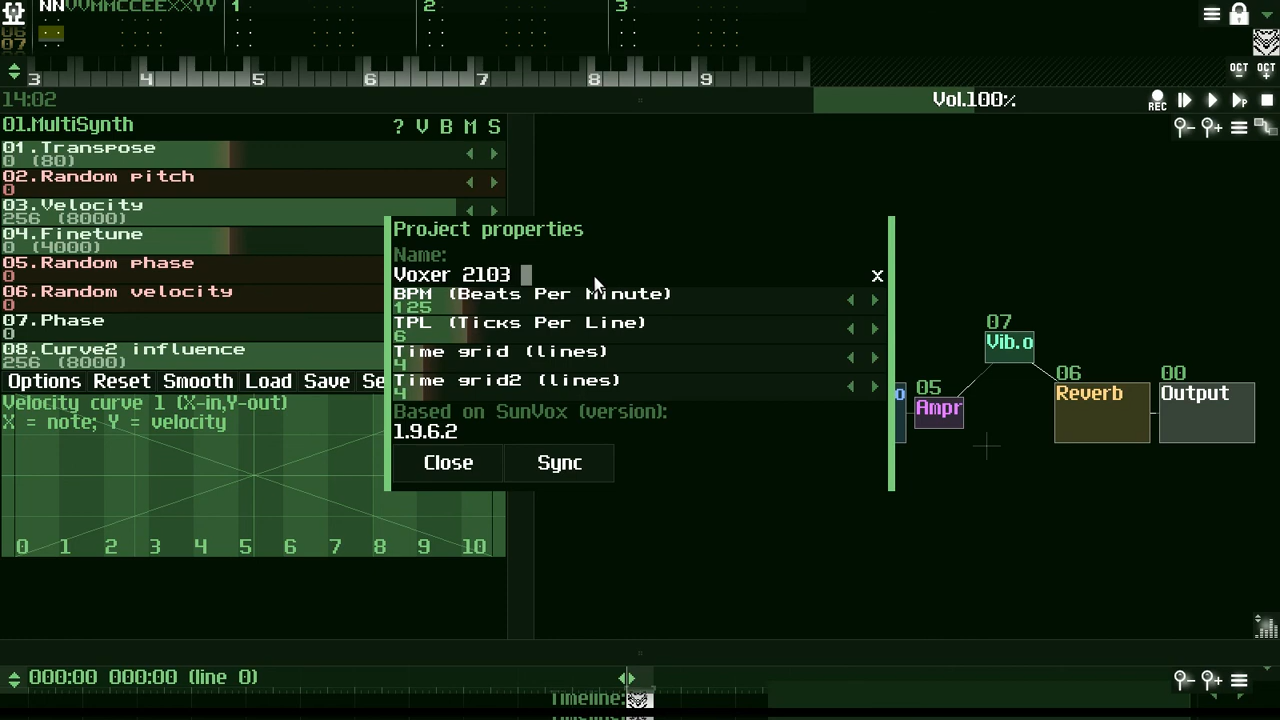 NNVVMMCCEEXXYY 1 2 3
06
07
3 4 5 6 7 8 9 OCT OCT
14:02 Vol.100% REC
01.MultiSynth ? V B M S
01.Transpose
0 (80)
02.Random pitch
0
03.Velocity
256 (8000)
04.Finetune
0 (4000)
05.Random phase
0
06.Random velocity
0
07.Phase
0
08.Curve2 influence
256 (8000)
Options Reset Smooth Load Save Se
Velocity curve 1 (X-in,Y-out)
X = note; Y = velocity
0 1 2 3 4 5 6 7 8 9 10
Project properties
Name:
Voxer 2103 x
BPM (Beats Per Minute)
125
TPL (Ticks Per Line)
6
Time grid (lines)
4
Time grid2 (lines)
4
Based on SunVox (version):
1.9.6.2
Close Sync
o
05
Ampr
07
Vib.o
06
Reverb
00
Output
000:00 000:00 (line 0)
Timeline: